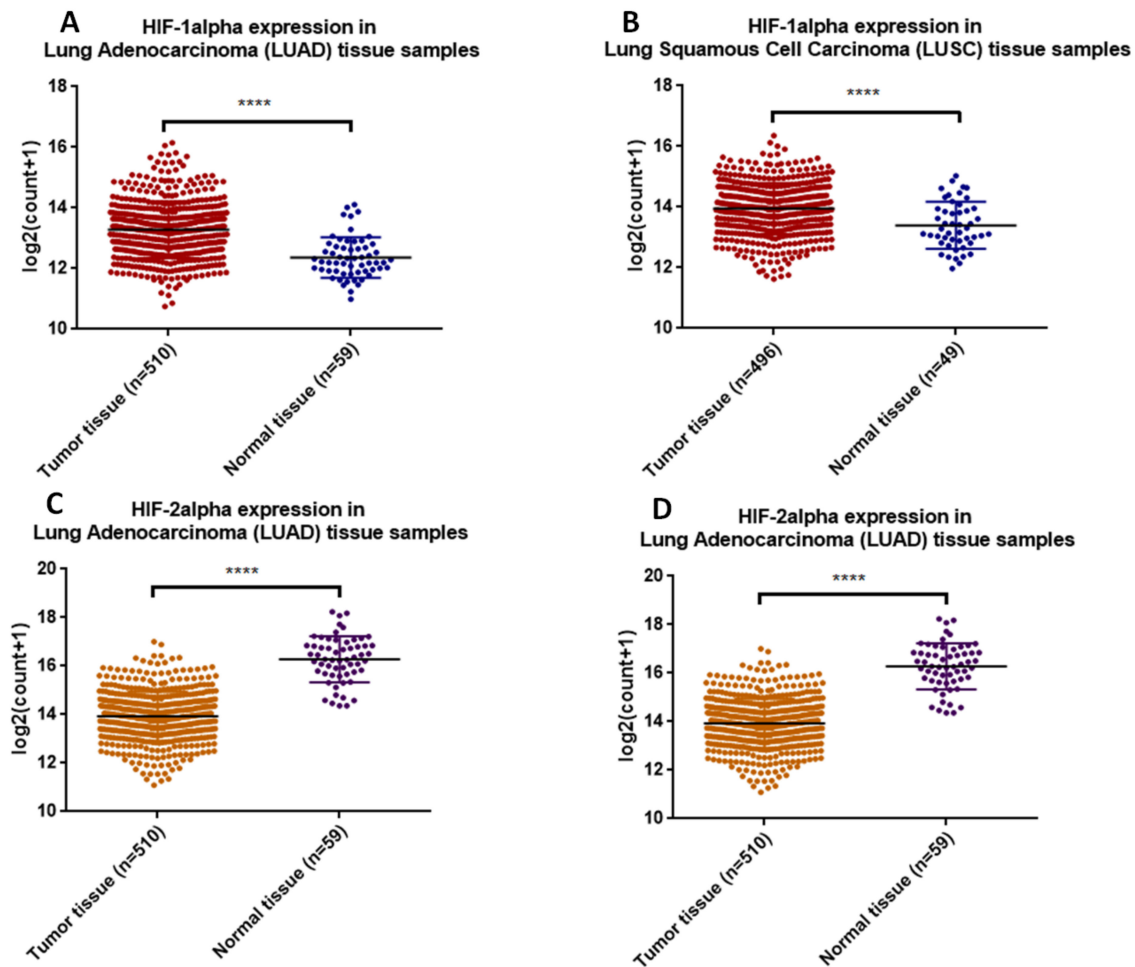 A
HIF-1alpha expression in
Lung Adenocarcinoma (LUAD) tissue samples
18
16
14
12
10
log2(count+1)
****
Tumor tissue (n=510)
Normal tissue (n=59)
B
HIF-1alpha expression in
Lung Squamous Cell Carcinoma (LUSC) tissue samples
18
16
14
12
10
log2(count+1)
****
Tumor tissue (n=496)
Normal tissue (n=49)
C
HIF-2alpha expression in
Lung Adenocarcinoma (LUAD) tissue samples
20
18
16
14
12
10
log2(count+1)
****
Tumor tissue (n=510)
Normal tissue (n=59)
D
HIF-2alpha expression in
Lung Adenocarcinoma (LUAD) tissue samples
20
18
16
14
12
10
log2(count+1)
****
Tumor tissue (n=510)
Normal tissue (n=59)